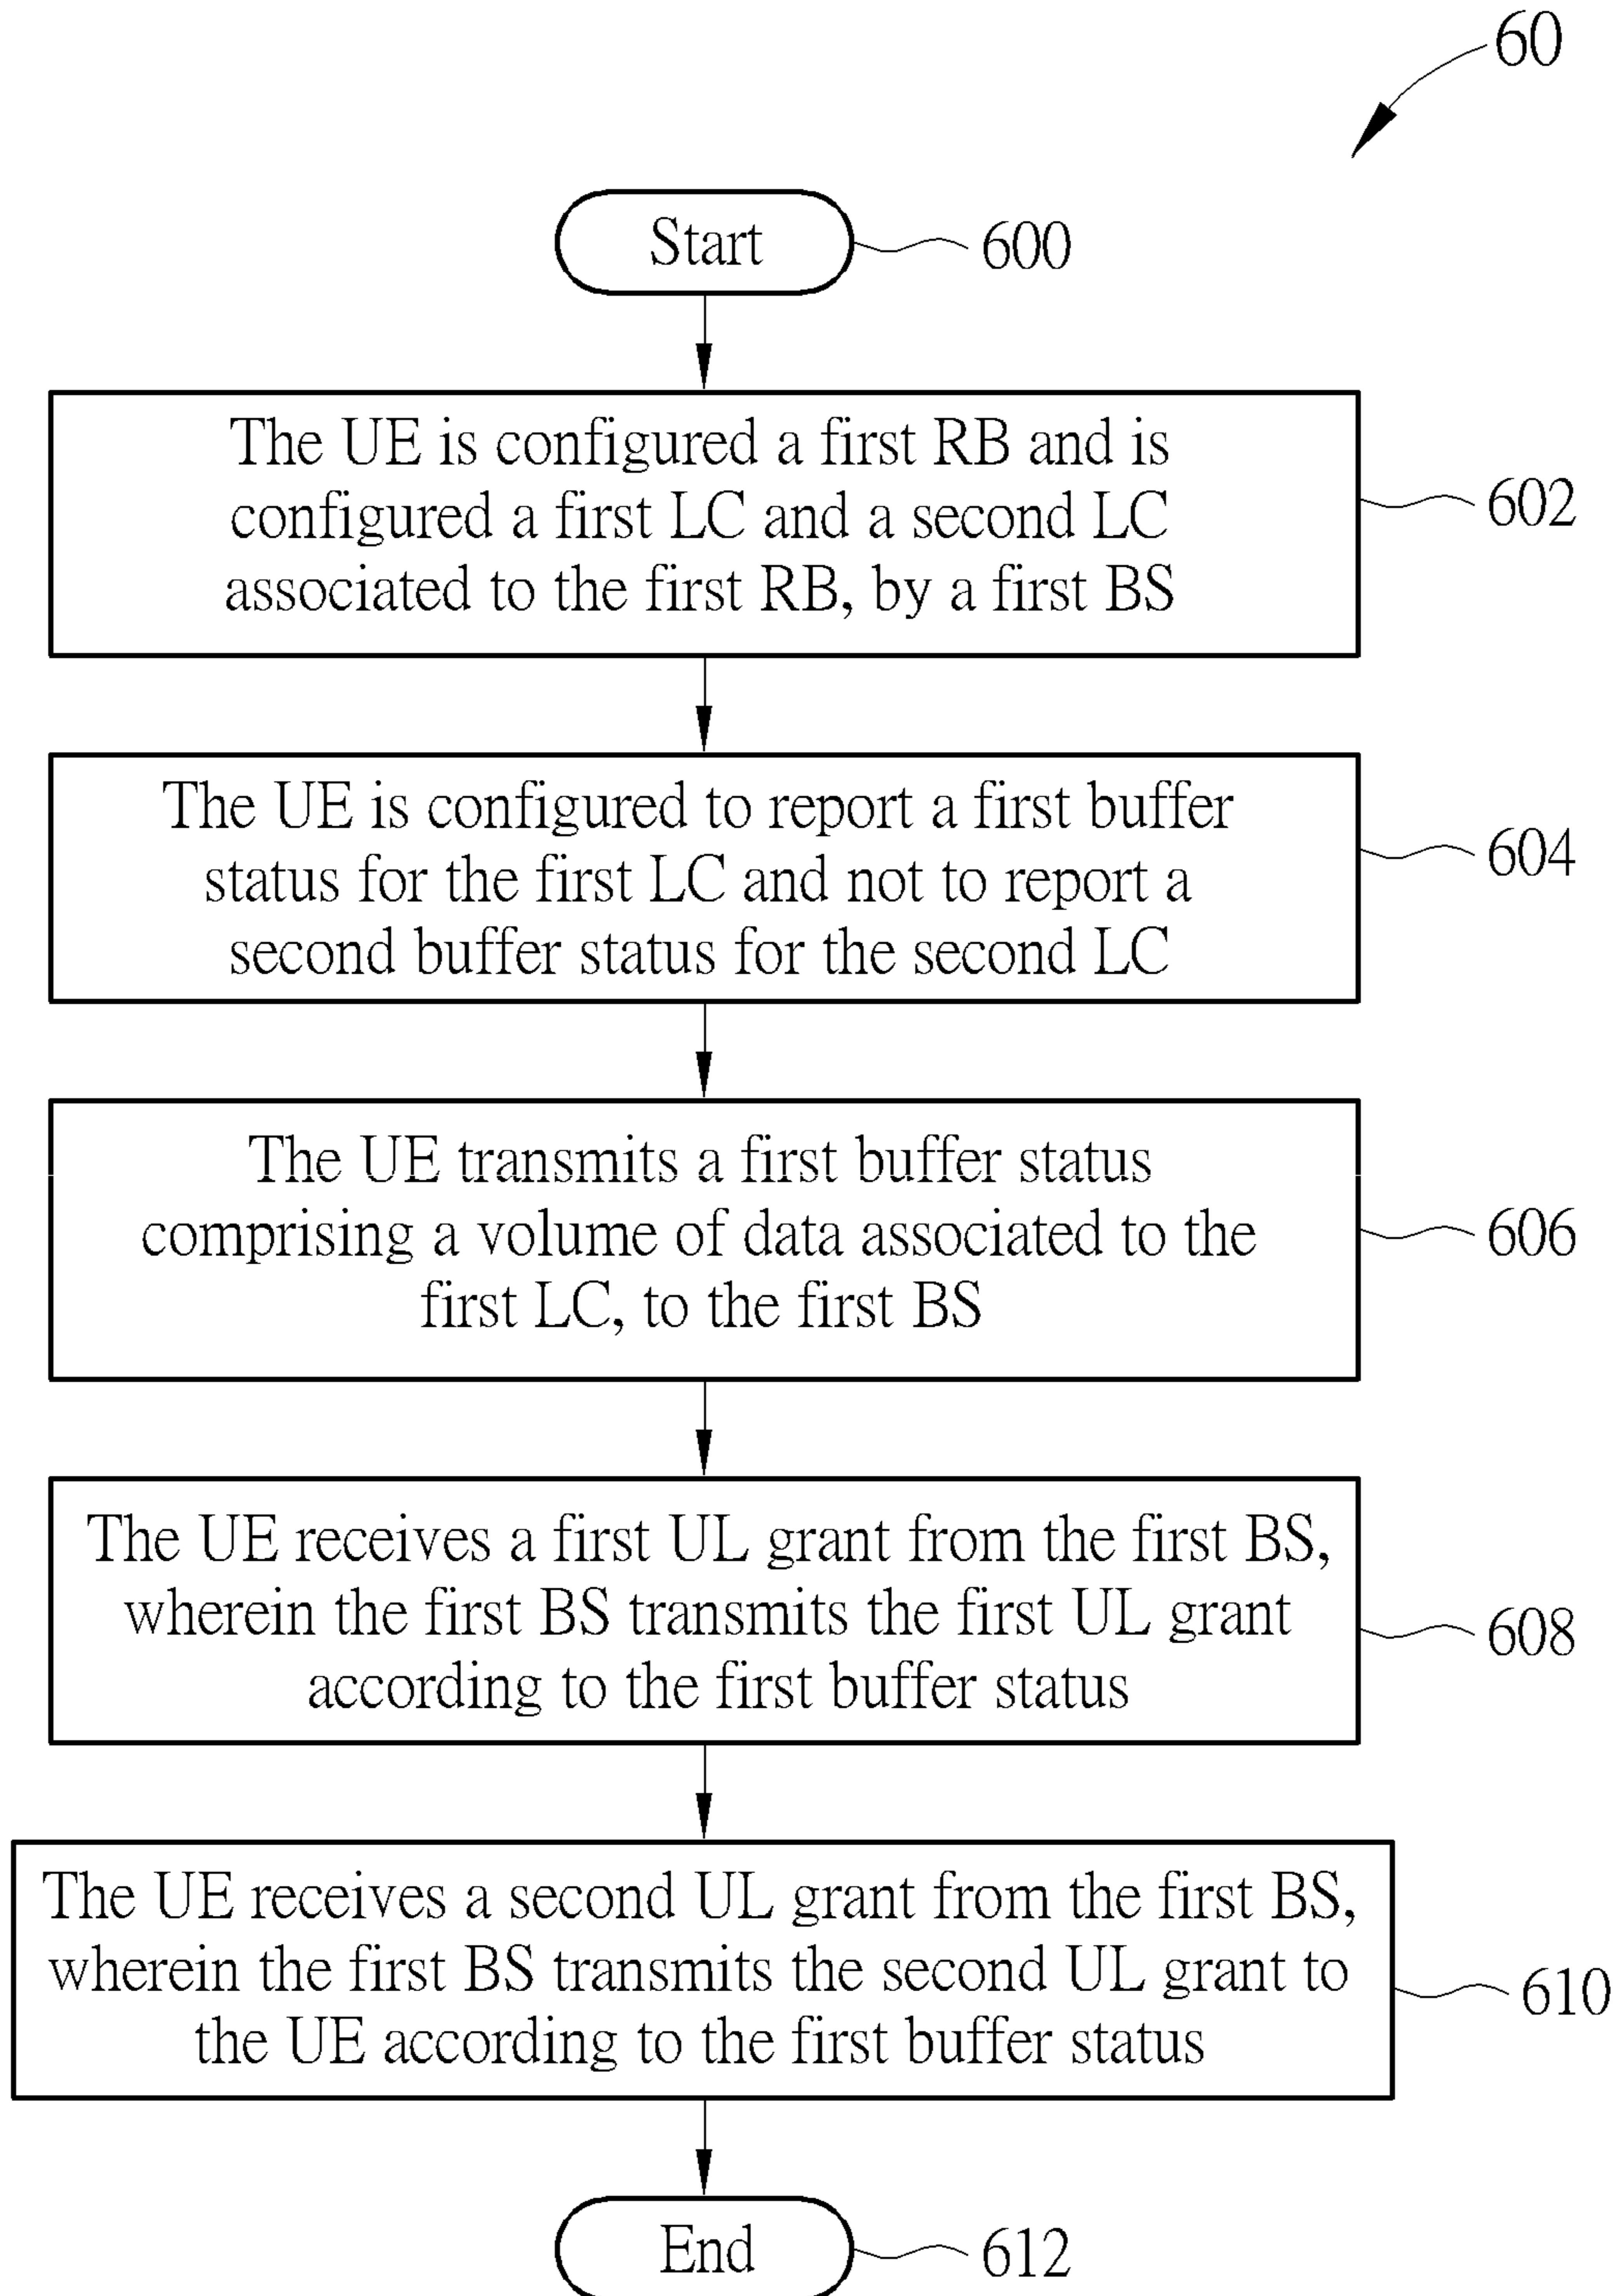 60
Start
600
The UE is configured a first RB and is
configured a first LC and a second LC
associated to the first RB, by a first BS
602
The UE is configured to report a first buffer
status for the first LC and not to report a
second buffer status for the second LC
604
The UE transmits a first buffer status
comprising a volume of data associated to the
first LC, to the first BS
606
The UE receives a first UL grant from the first BS,
wherein the first BS transmits the first UL grant
according to the first buffer status
608
The UE receives a second UL grant from the first BS,
wherein the first BS transmits the second UL grant to
the UE according to the first buffer status
610
End
612